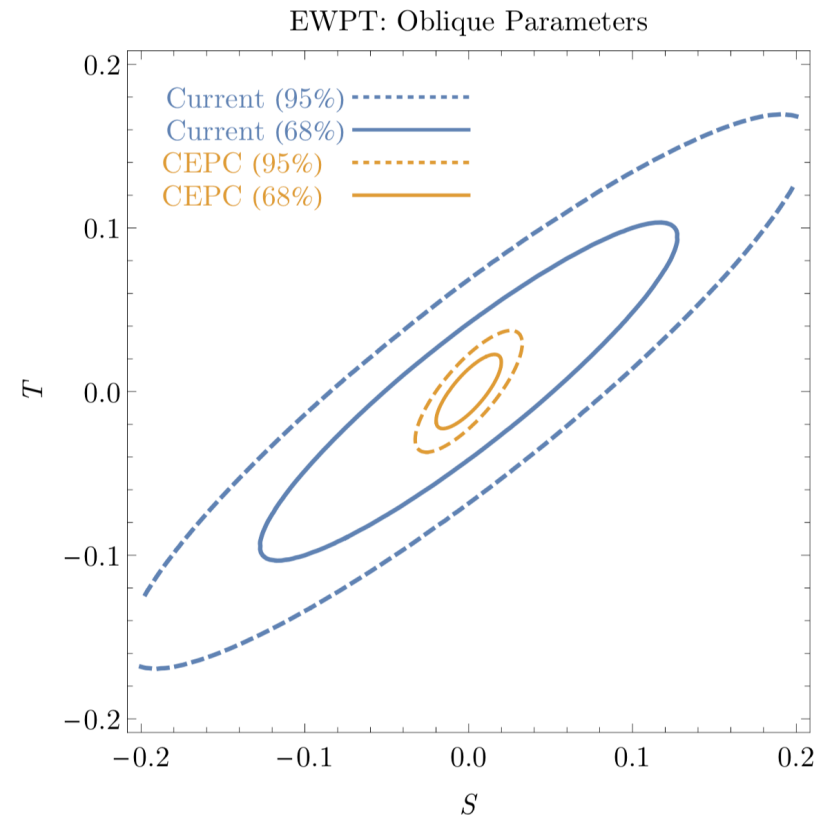 EWPT: Oblique Parameters
Current (95%)
Current (68%)
CEPC (95%)
CEPC (68%)
0.2
0.1
0.0
−0.1
−0.2
T
−0.2 −0.1 0.0 0.1 0.2
S